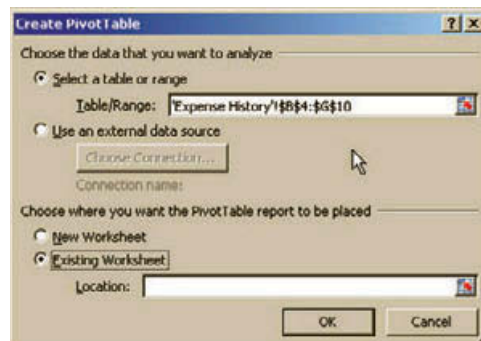 Create PivotTable
Choose the data that you want to analyze
Select a table or range
Table/Range: 'Expense History'!$B$4:$G$10
Use an external data source
Choose Connection...
Connection name:
Choose where you want the PivotTable report to be placed
New Worksheet
Existing Worksheet
Location:
OK Cancel